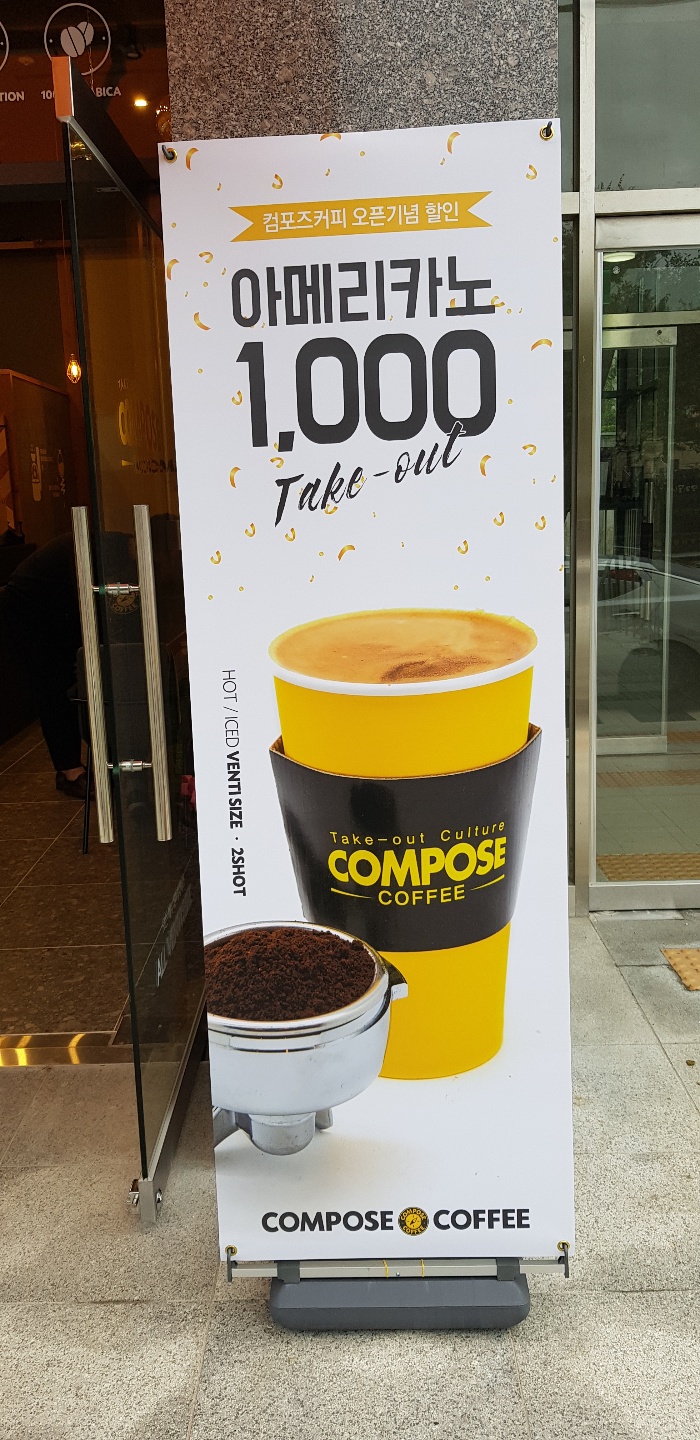 컴포즈커피 오픈기념 할인
아메리카노
1,000
Take-out
HOT / ICED VENTI SIZE · 2SHOT
Take-out Culture
COMPOSE
COFFEE
COMPOSE COFFEE